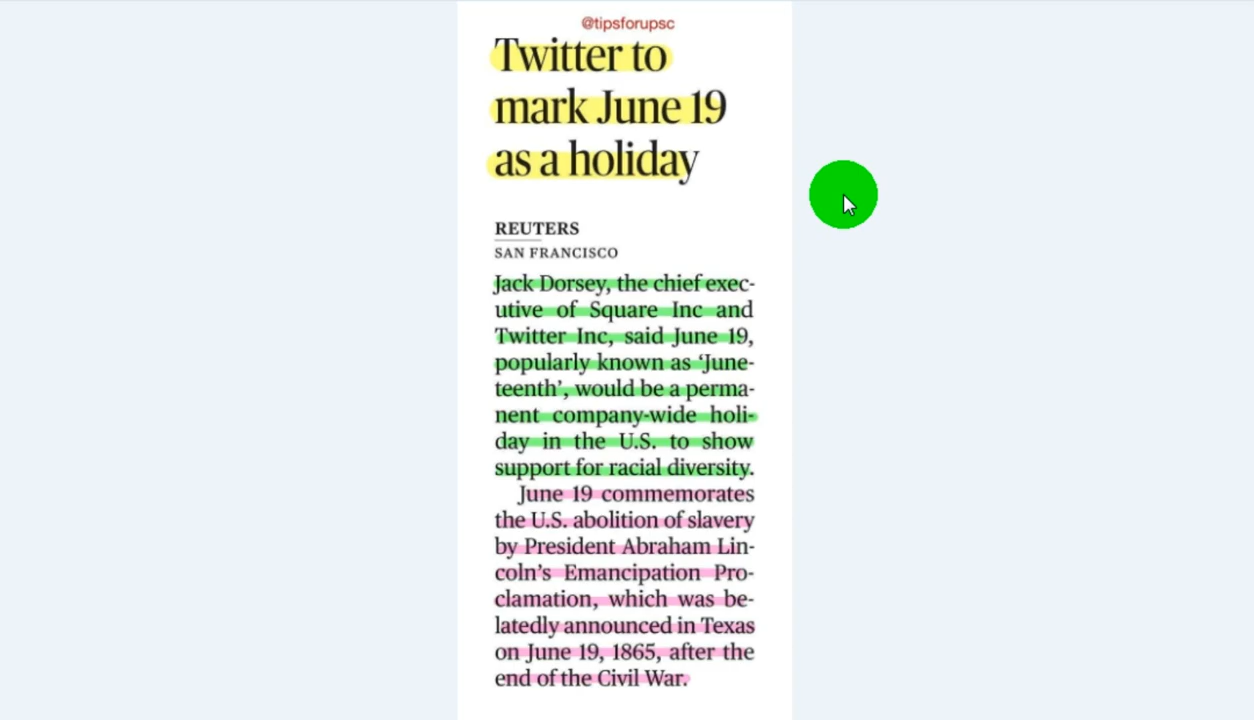 @tipsforupsc
Twitter to
mark June 19
as a holiday
REUTERS
SAN FRANCISCO
Jack Dorsey, the chief exec-
utive of Square Inc and
Twitter Inc, said June 19,
popularly known as ‘June-
teenth’, would be a perma-
nent company-wide holi-
day in the U.S. to show
support for racial diversity.
June 19 commemorates
the U.S. abolition of slavery
by President Abraham Lin-
coln’s Emancipation Pro-
clamation, which was be-
latedly announced in Texas
on June 19, 1865, after the
end of the Civil War.